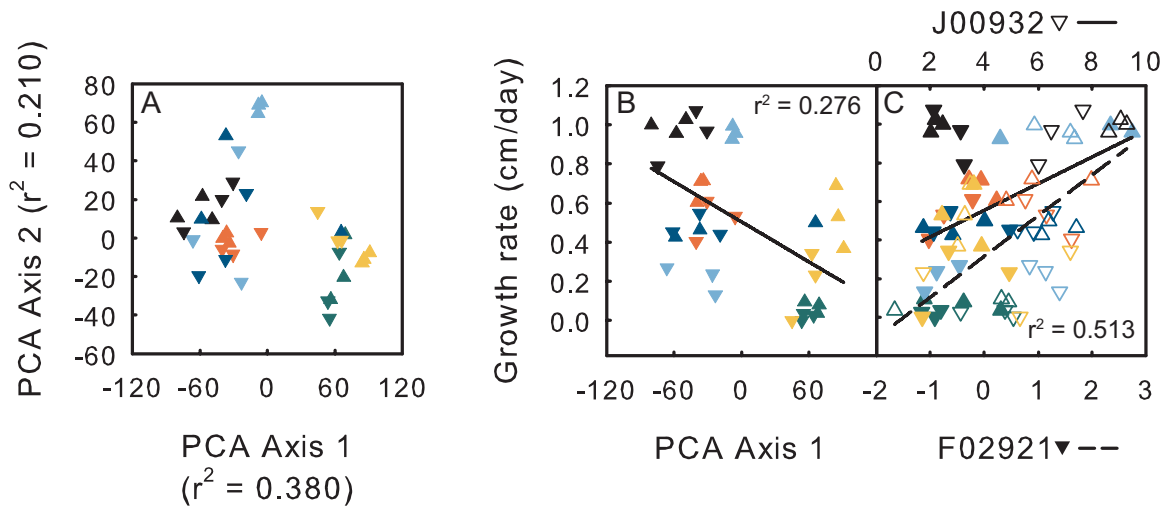 J00932 ▽ —
0 2 4 6 8 10
PCA Axis 2 (r² = 0.210)
80
60
40
20
0
-20
-40
-60
A
-120 -60 0 60 120
PCA Axis 1
(r² = 0.380)
Growth rate (cm/day)
1.2
1.0
0.8
0.6
0.4
0.2
0.0
B
r² = 0.276
-120 -60 0 60
PCA Axis 1
C
r² = 0.513
-2 -1 0 1 2 3
F02921 ▼ – –